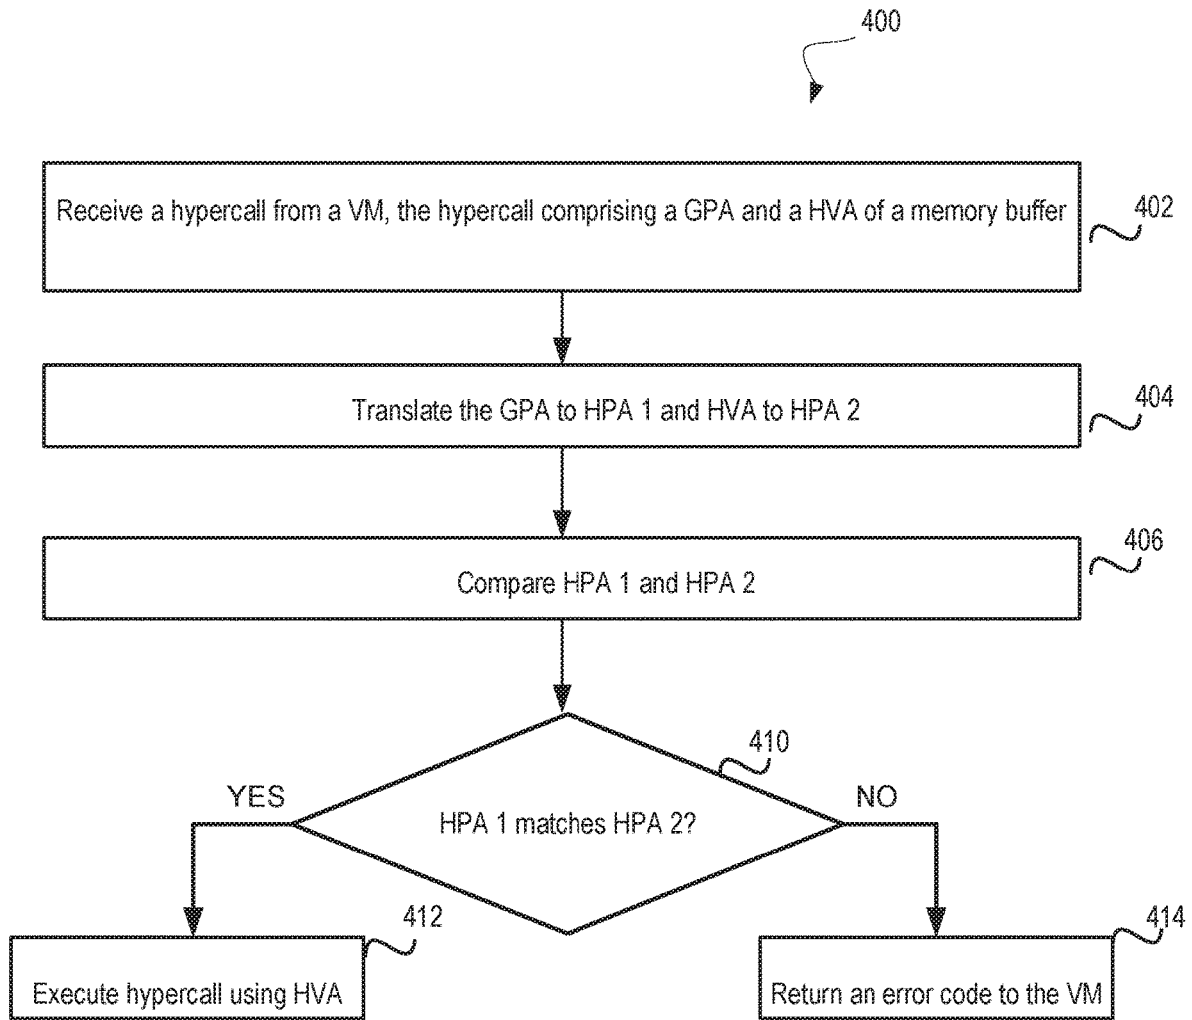 400
Receive a hypercall from a VM, the hypercall comprising a GPA and a HVA of a memory buffer
402
Translate the GPA to HPA 1 and HVA to HPA 2
404
406
Compare HPA 1 and HPA 2
410
YES
NO
HPA 1 matches HPA 2?
412
414
Execute hypercall using HVA
Return an error code to the VM